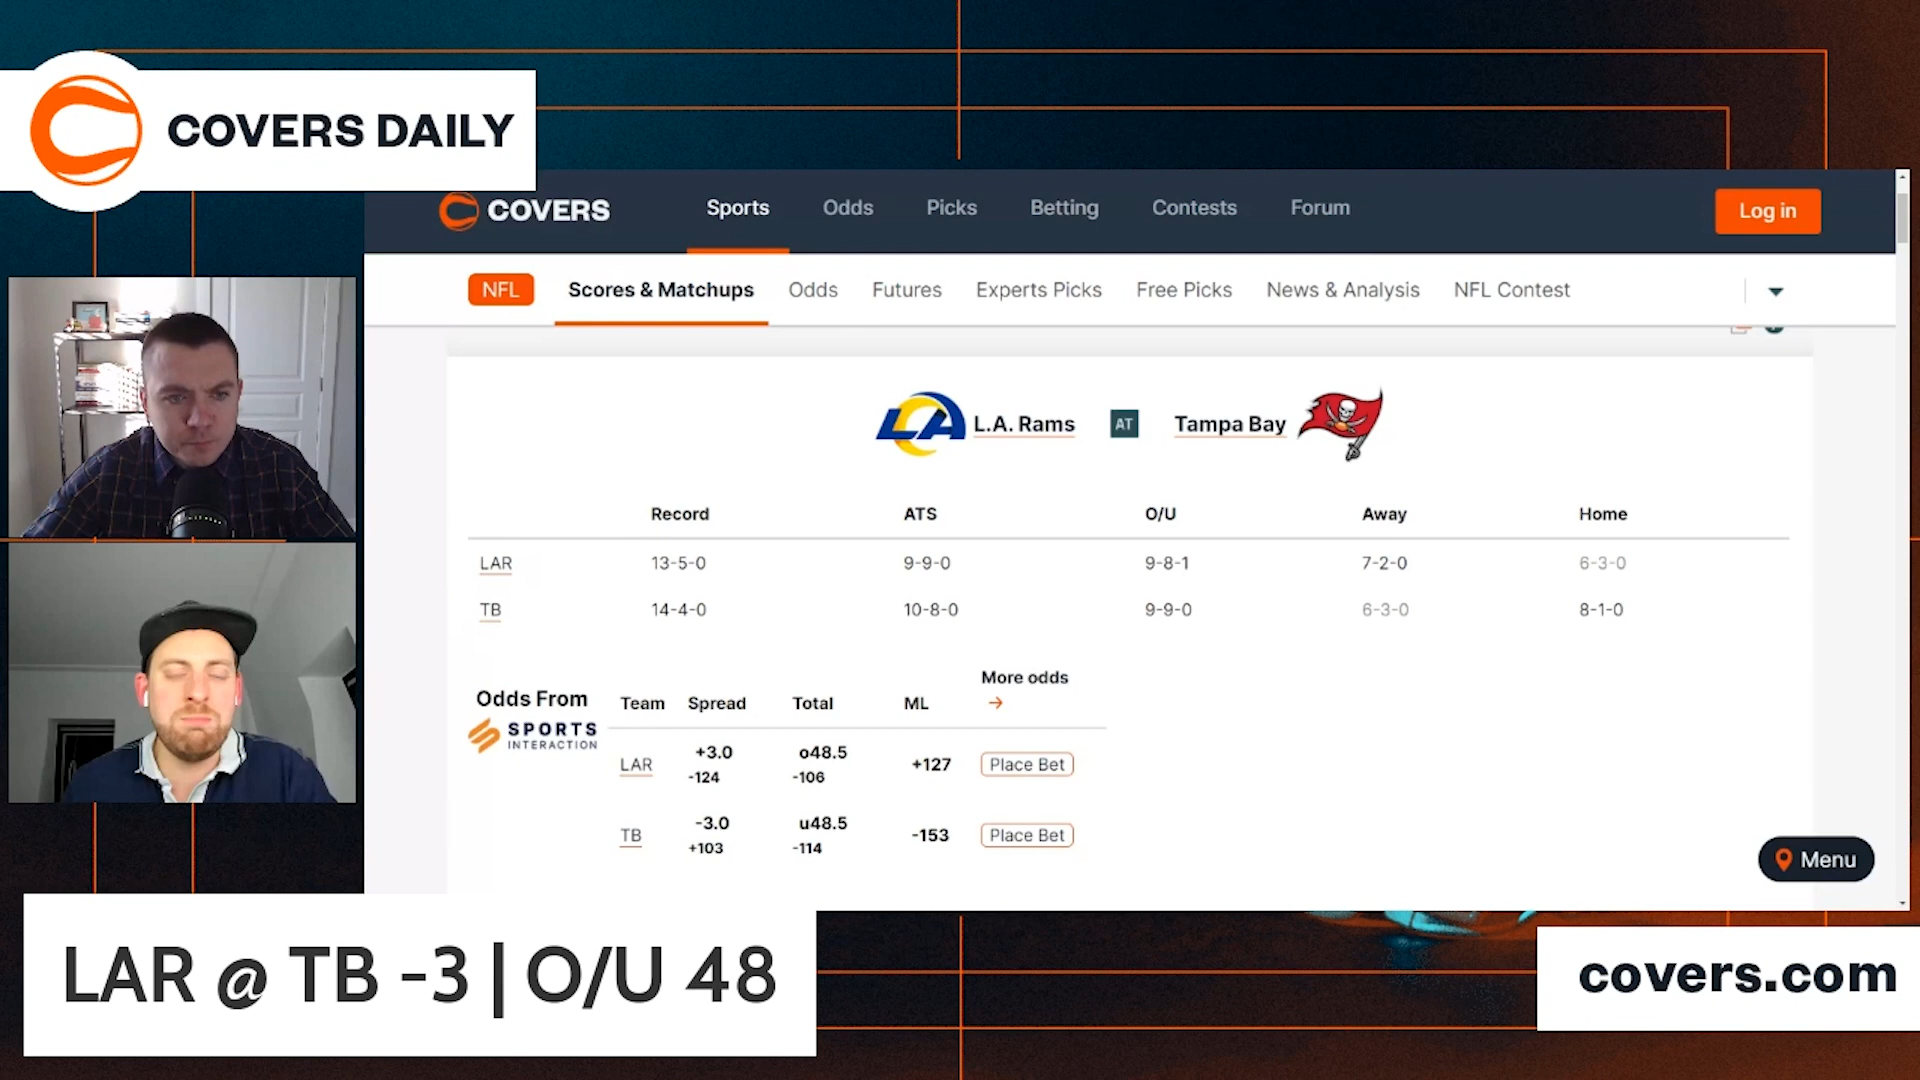 COVERS DAILY
COVERS
Sports
Odds
Picks
Betting
Contests
Forum
Log in
NFL
Scores & Matchups
Odds
Futures
Experts Picks
Free Picks
News & Analysis
NFL Contest
L.A. Rams
AT
Tampa Bay
Record ATS O/U Away Home
LAR 13-5-0 9-9-0 9-8-1 7-2-0 6-3-0
TB 14-4-0 10-8-0 9-9-0 6-3-0 8-1-0
Odds From
SPORTS
INTERACTION
Team Spread Total ML More odds
LAR +3.0 o48.5 +127 Place Bet
-124 -106
TB -3.0 u48.5 -153 Place Bet
+103 -114
Menu
LAR @ TB -3 | O/U 48
covers.com